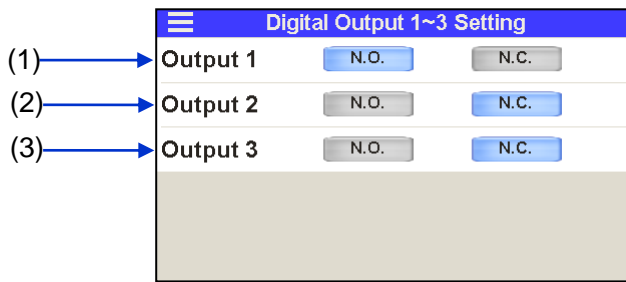 Digital Output 1~3 Setting
(1) Output 1 N.O. N.C.
(2) Output 2 N.O. N.C.
(3) Output 3 N.O. N.C.